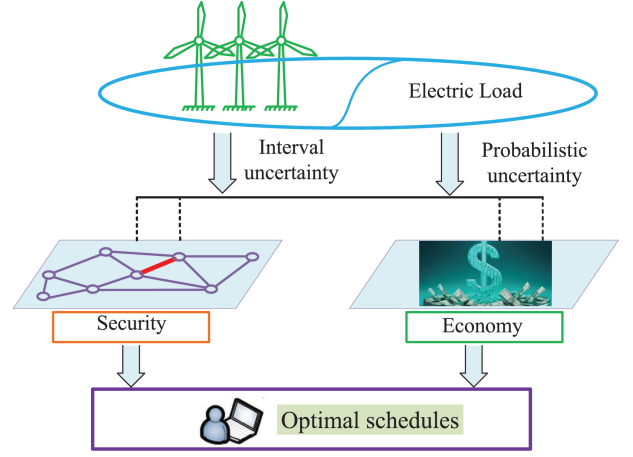 Electric Load
Interval
uncertainty
Probabilistic
uncertainty
Security
Economy
Optimal schedules